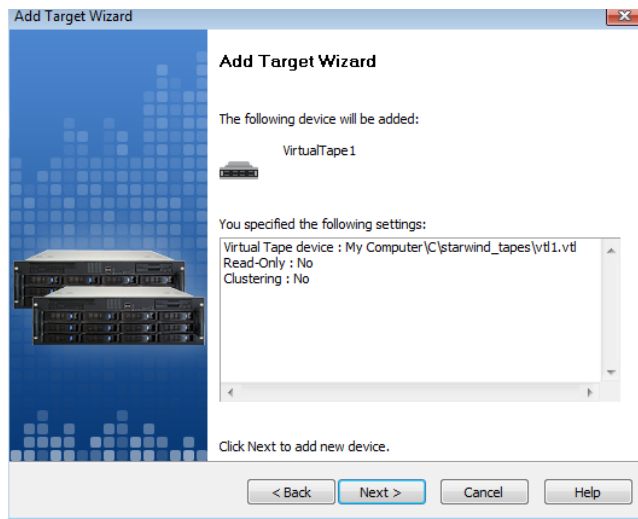 Add Target Wizard
Add Target Wizard
The following device will be added:
VirtualTape1
You specified the following settings:
Virtual Tape device : My Computer\C\starwind_tapes\vtl1.vtl
Read-Only : No
Clustering : No
Click Next to add new device.
< Back Next > Cancel Help